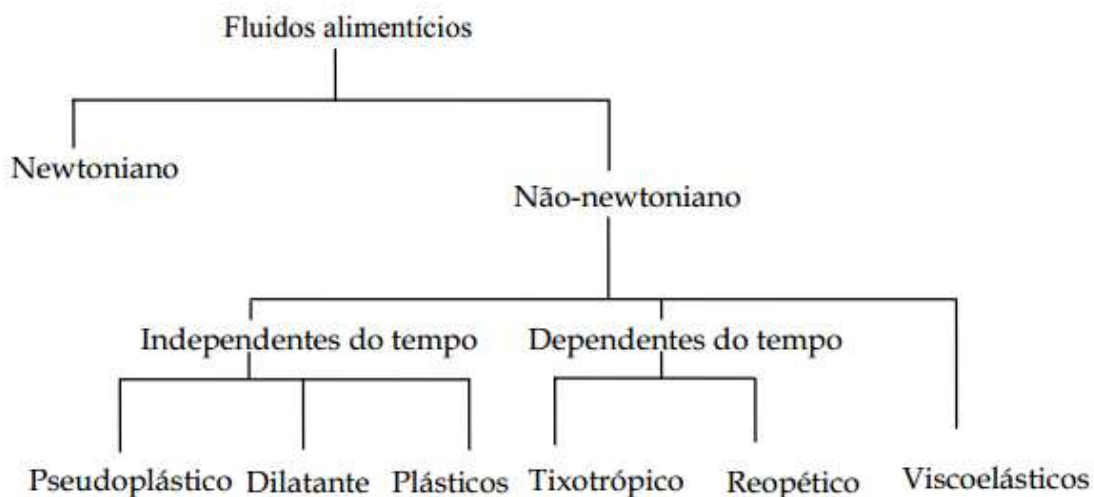 Fluidos alimentícios
Newtoniano
Não-newtoniano
Independentes do tempo
Dependentes do tempo
Pseudoplástico
Dilatante
Plásticos
Tixotrópico
Reopético
Viscoelásticos